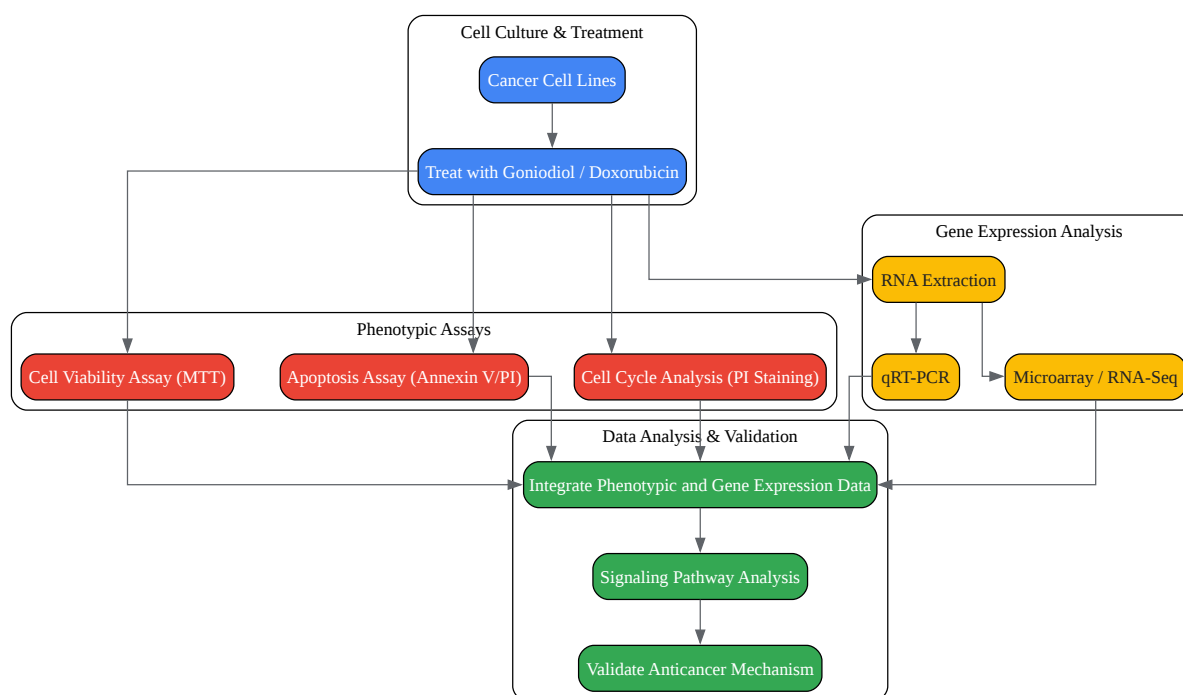 Cell Culture & Treatment
Cancer Cell Lines
Treat with Goniodiol / Doxorubicin
Gene Expression Analysis
RNA Extraction
Phenotypic Assays
Cell Viability Assay (MTT)
Apoptosis Assay (Annexin V/PI)
Cell Cycle Analysis (PI Staining)
qRT-PCR
Microarray / RNA-Seq
Data Analysis & Validation
Integrate Phenotypic and Gene Expression Data
Signaling Pathway Analysis
Validate Anticancer Mechanism